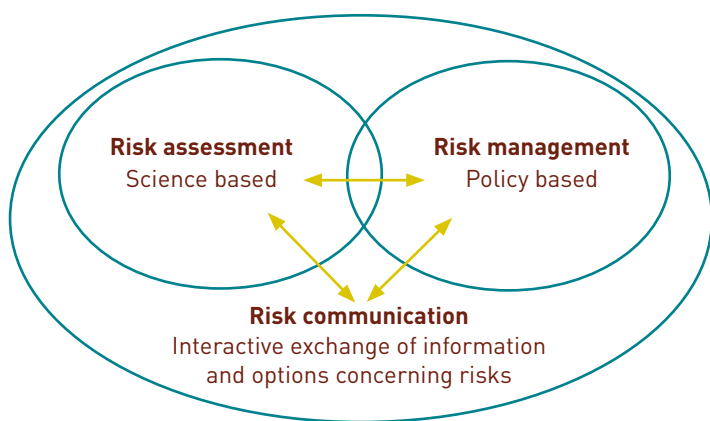 Risk assessment
Science based
Risk management
Policy based
Risk communication
Interactive exchange of information
and options concerning risks